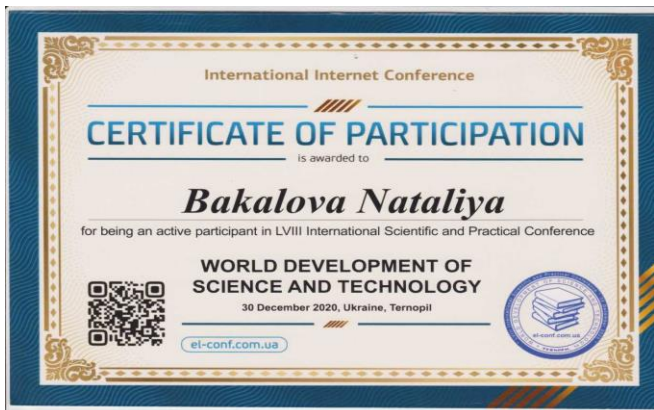 International Internet Conference
CERTIFICATE OF PARTICIPATION
is awarded to
Bakalova Nataliya
for being an active participant in LVIII International Scientific and Practical Conference
WORLD DEVELOPMENT OF
SCIENCE AND TECHNOLOGY
30 December 2020, Ukraine, Ternopil
el-conf.com.ua
el-conf.com.ua